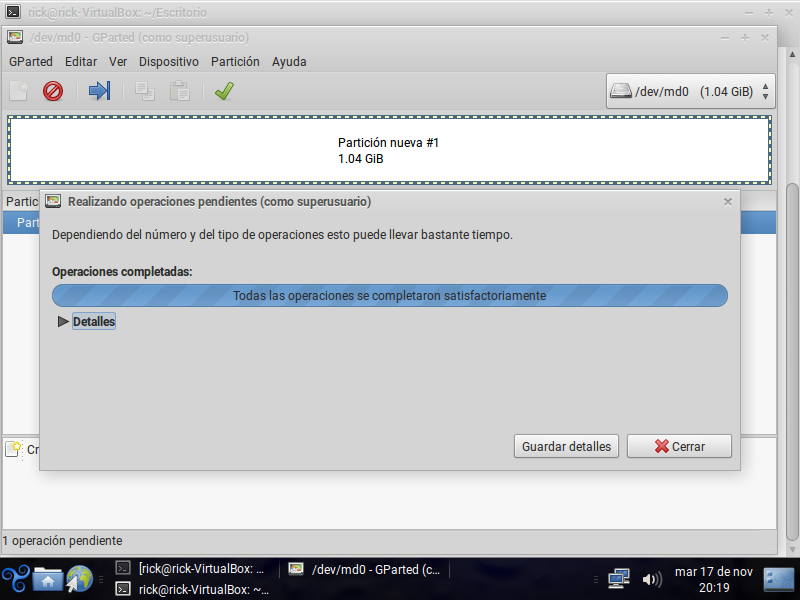 rick@rick-VirtualBox: ~/Escritorio
/dev/md0 - GParted (como superusuario)
GParted Editar Ver Dispositivo Partición Ayuda
/dev/md0 (1.04 GiB)
Partición nueva #1
1.04 GiB
Partic
Part
Realizando operaciones pendientes (como superusuario)
Dependiendo del número y del tipo de operaciones esto puede llevar bastante tiempo.
Operaciones completadas:
Todas las operaciones se completaron satisfactoriamente
Detalles
Cr
Guardar detalles Cerrar
1 operación pendiente
[rick@rick-VirtualBox: ...
rick@rick-VirtualBox: ~...
/dev/md0 - GParted (c...
mar 17 de nov
20:19